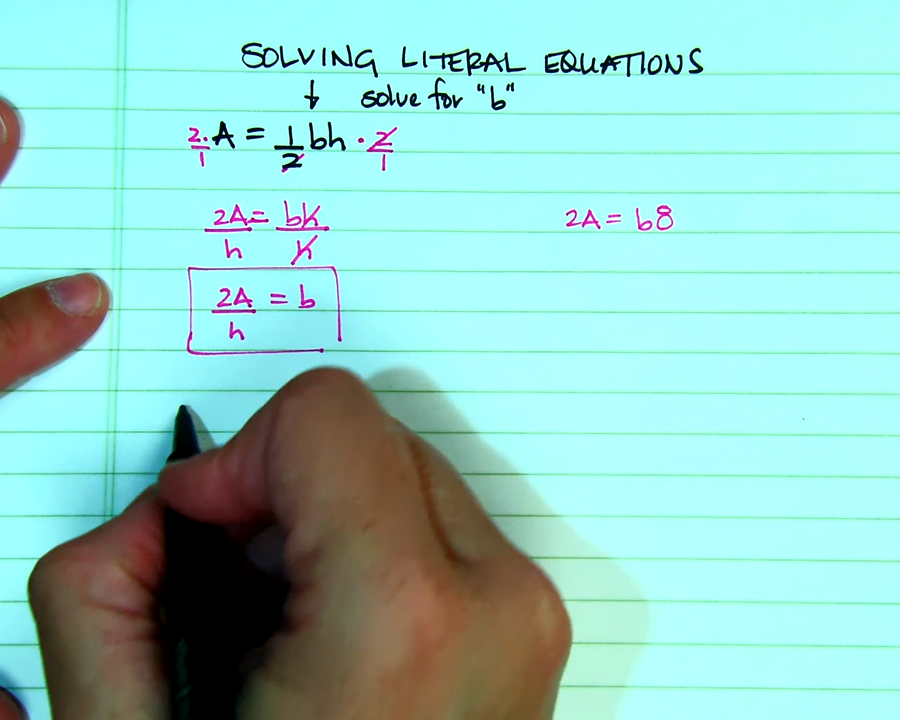 SOLVING LITERAL EQUATIONS
↓ solve for "b"
2/1 · A = 1/2 bh · 2/1
2A/h = bh/h
2A = b8
2A/h = b